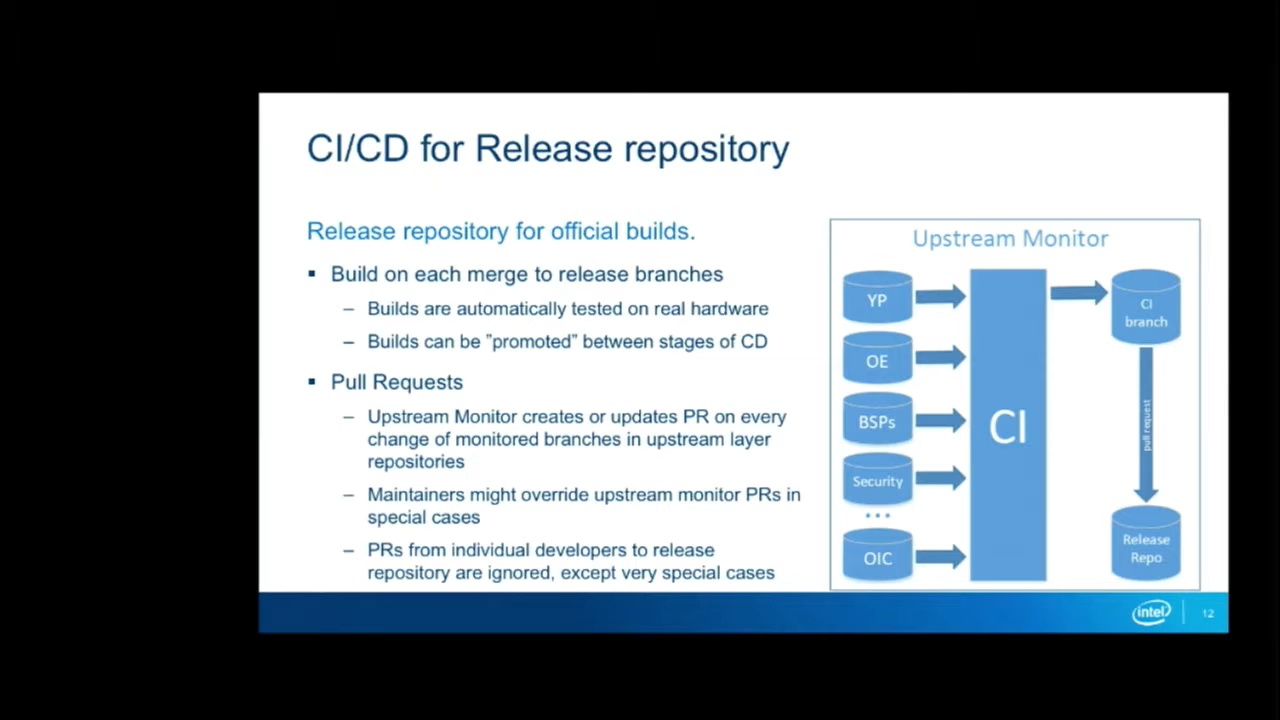 CI/CD for Release repository
Release repository for official builds.
▪ Build on each merge to release branches
– Builds are automatically tested on real hardware
– Builds can be ”promoted” between stages of CD
▪ Pull Requests
– Upstream Monitor creates or updates PR on every
change of monitored branches in upstream layer
repositories
– Maintainers might override upstream monitor PRs in
special cases
– PRs from individual developers to release
repository are ignored, except very special cases
Upstream Monitor
YP
OE
BSPs
Security
...
OIC
CI
CI
branch
pull request
Release
Repo
intel
12